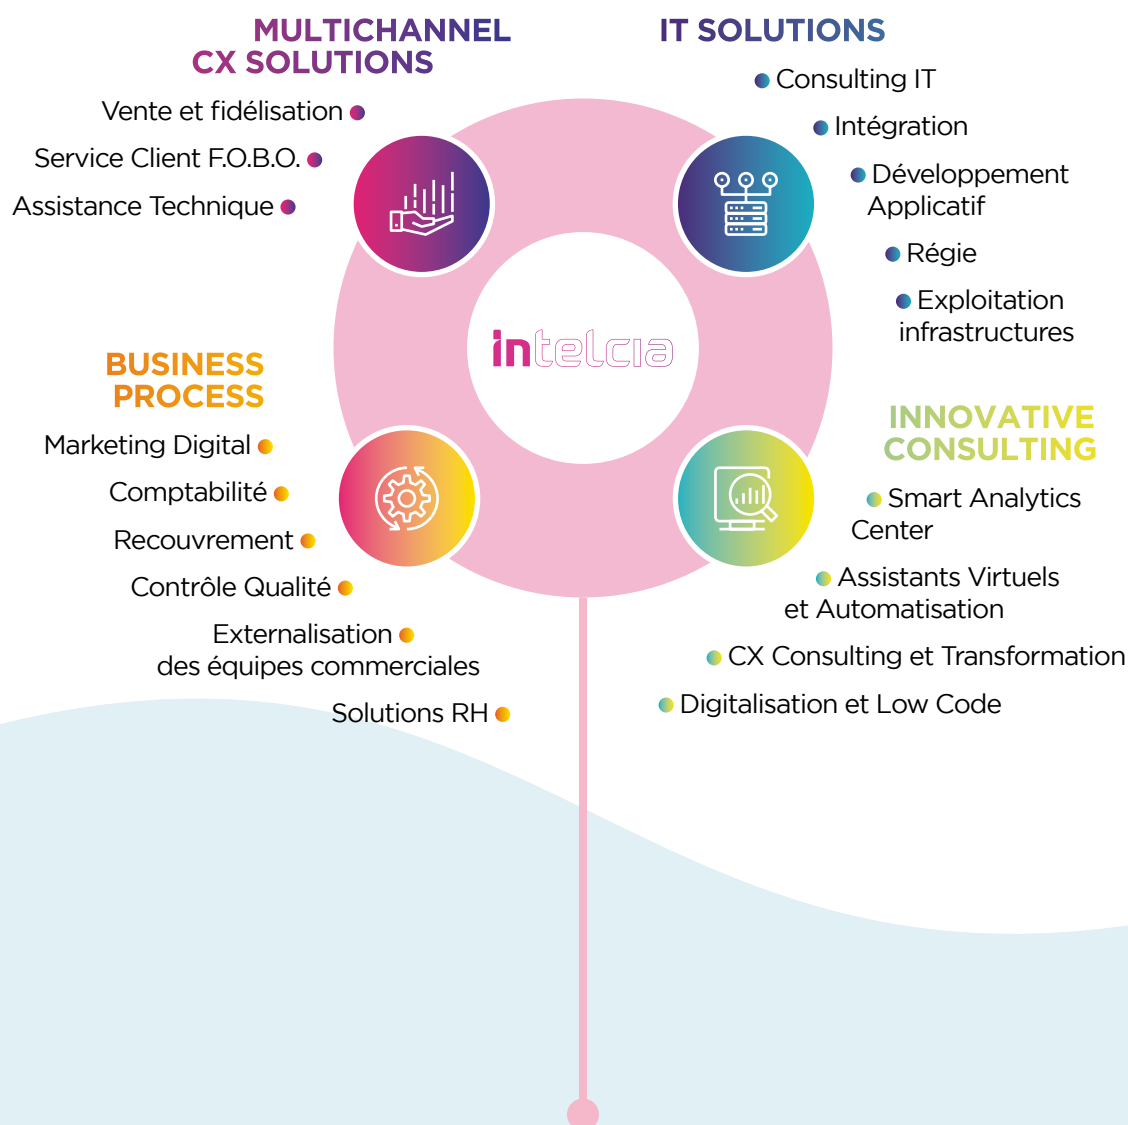 MULTICHANNEL
CX SOLUTIONS
Vente et fidélisation
Service Client F.O.B.O.
Assistance Technique
IT SOLUTIONS
Consulting IT
Intégration
Développement
Applicatif
Régie
Exploitation
infrastructures
intelcia
BUSINESS
PROCESS
Marketing Digital
Comptabilité
Recouvrement
Contrôle Qualité
Externalisation
des équipes commerciales
Solutions RH
INNOVATIVE
CONSULTING
Smart Analytics
Center
Assistants Virtuels
et Automatisation
CX Consulting et Transformation
Digitalisation et Low Code